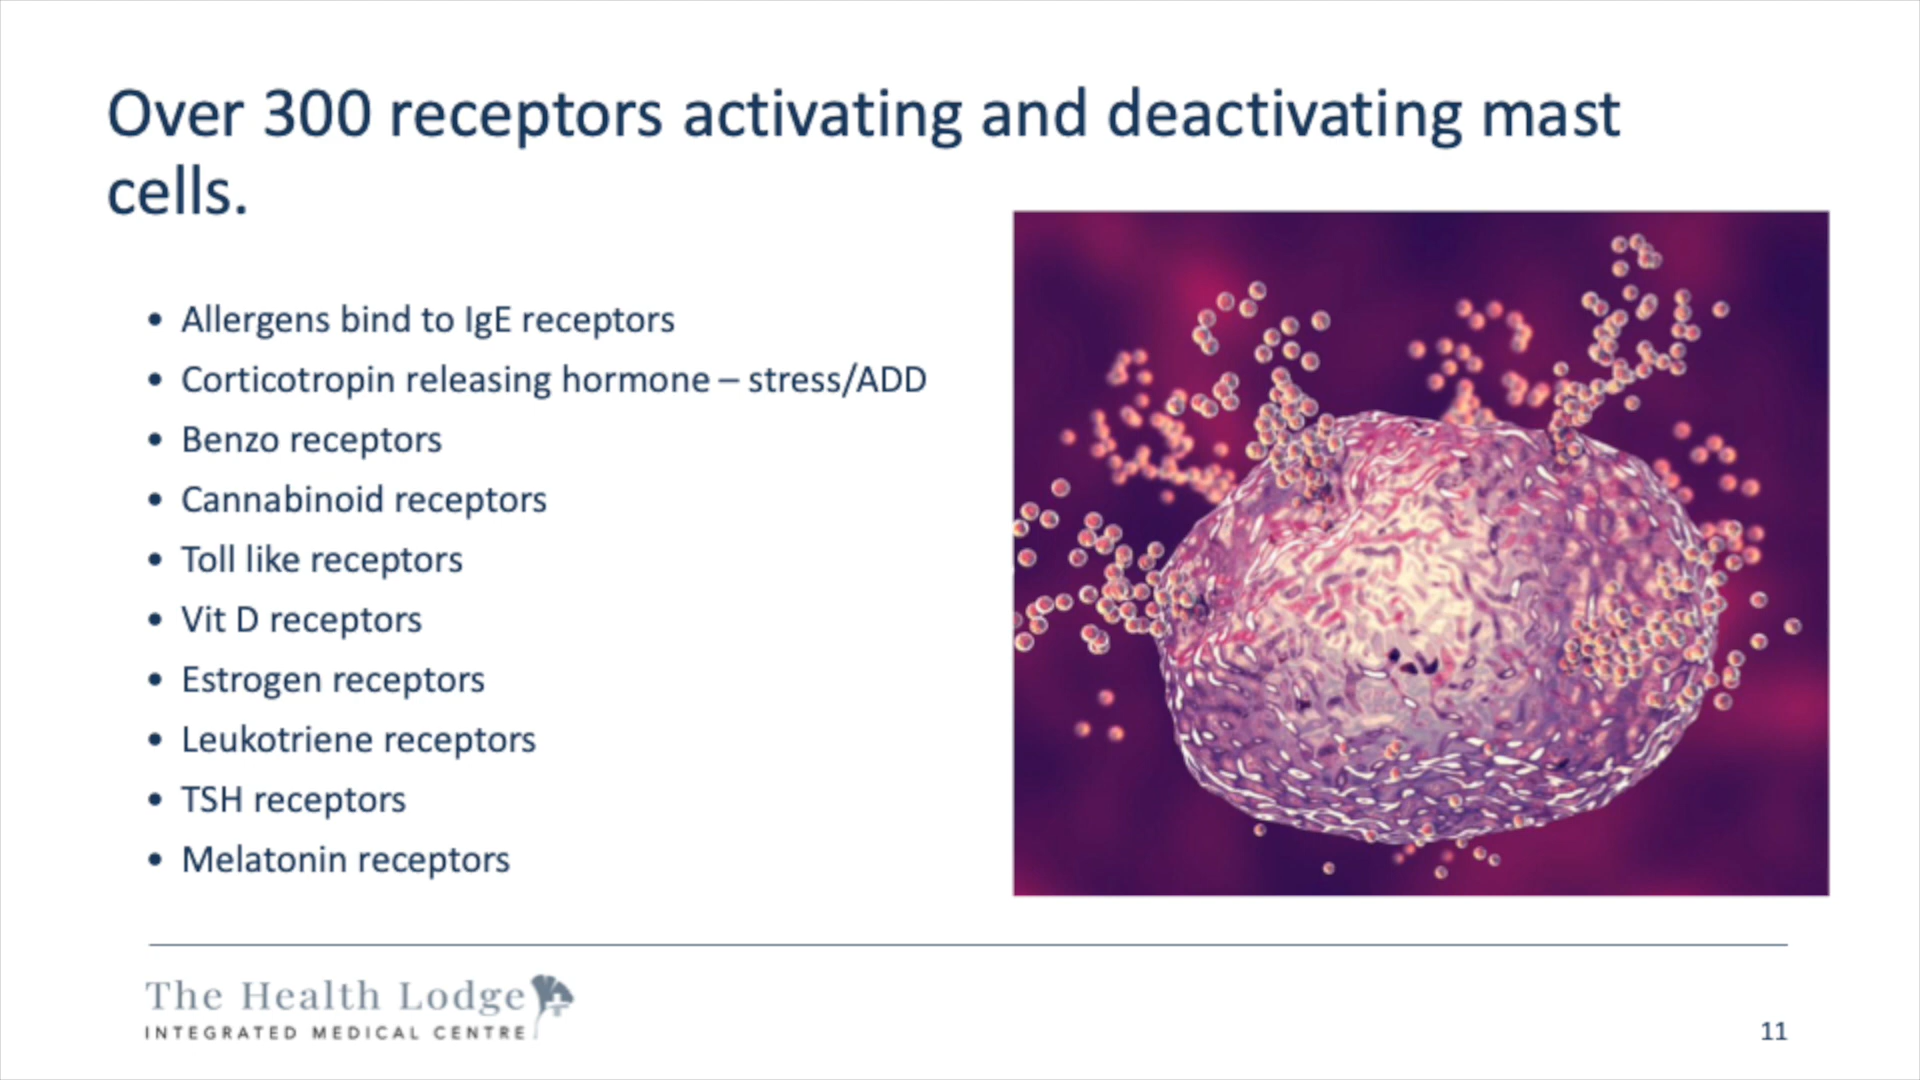 Over 300 receptors activating and deactivating mast
cells.
• Allergens bind to IgE receptors
• Corticotropin releasing hormone – stress/ADD
• Benzo receptors
• Cannabinoid receptors
• Toll like receptors
• Vit D receptors
• Estrogen receptors
• Leukotriene receptors
• TSH receptors
• Melatonin receptors
The Health Lodge
INTEGRATED MEDICAL CENTRE
11